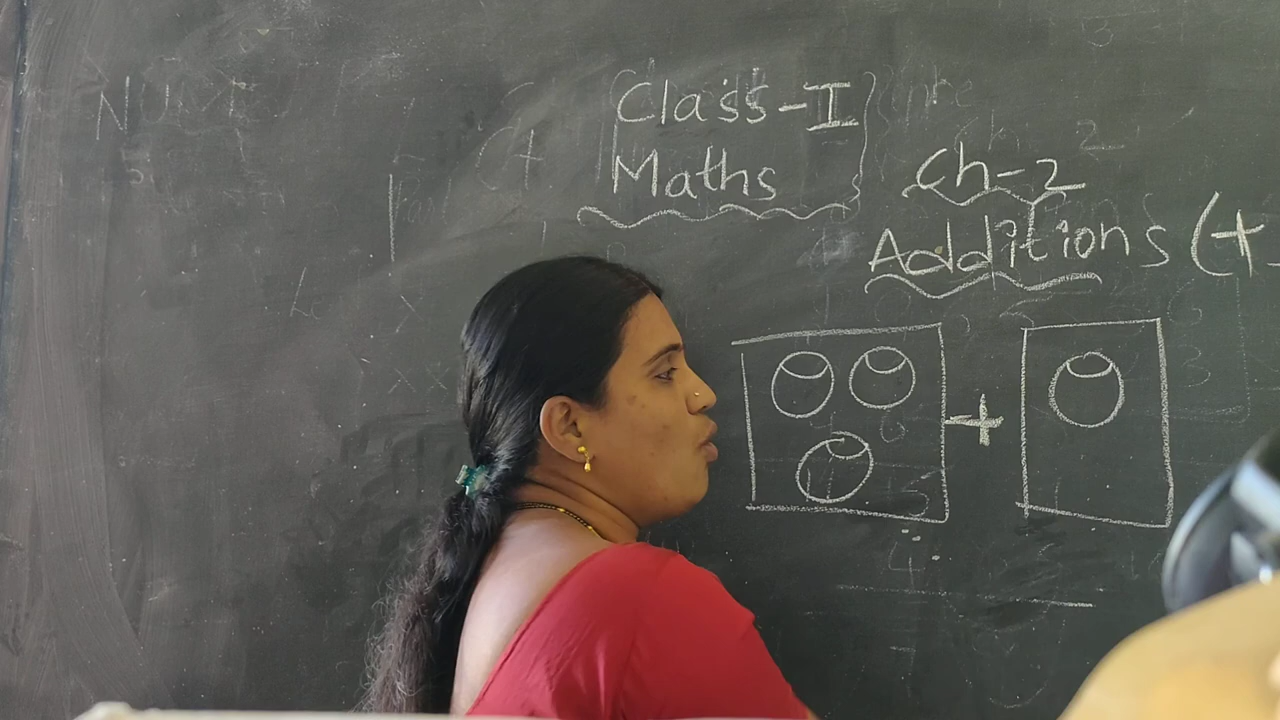 Class-I
Maths
Ch-2
Additions (+
+